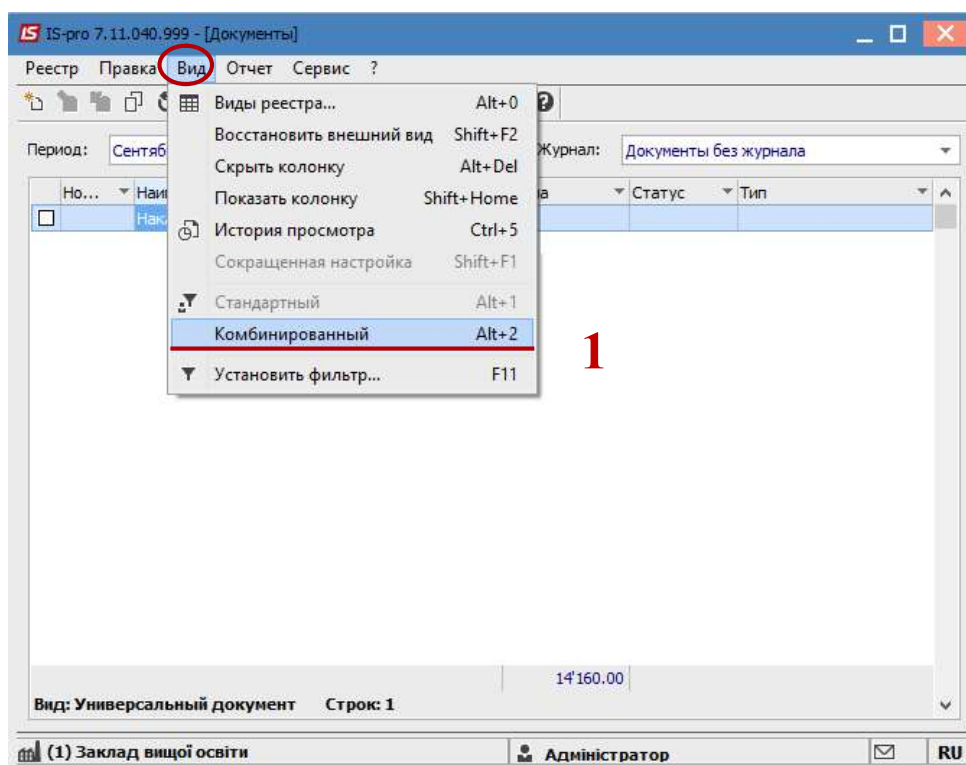 IS-pro 7.11.040.999 - [Документы]
Реестр Правка Вид Отчет Сервис ?
Виды реестра... Alt+0
Восстановить внешний вид Shift+F2
Период: Сентяб Журнал: Документы без журнала
Скрыть колонку Alt+Del
Но... Наи Показать колонку Shift+Home а Статус Тип
Нак
История просмотра Ctrl+5
Сокращенная настройка Shift+F1
Стандартный Alt+1
Комбинированный Alt+2
1
Установить фильтр... F11
14'160.00
Вид: Универсальный документ Строк: 1
(1) Заклад вищої освіти Адміністратор RU